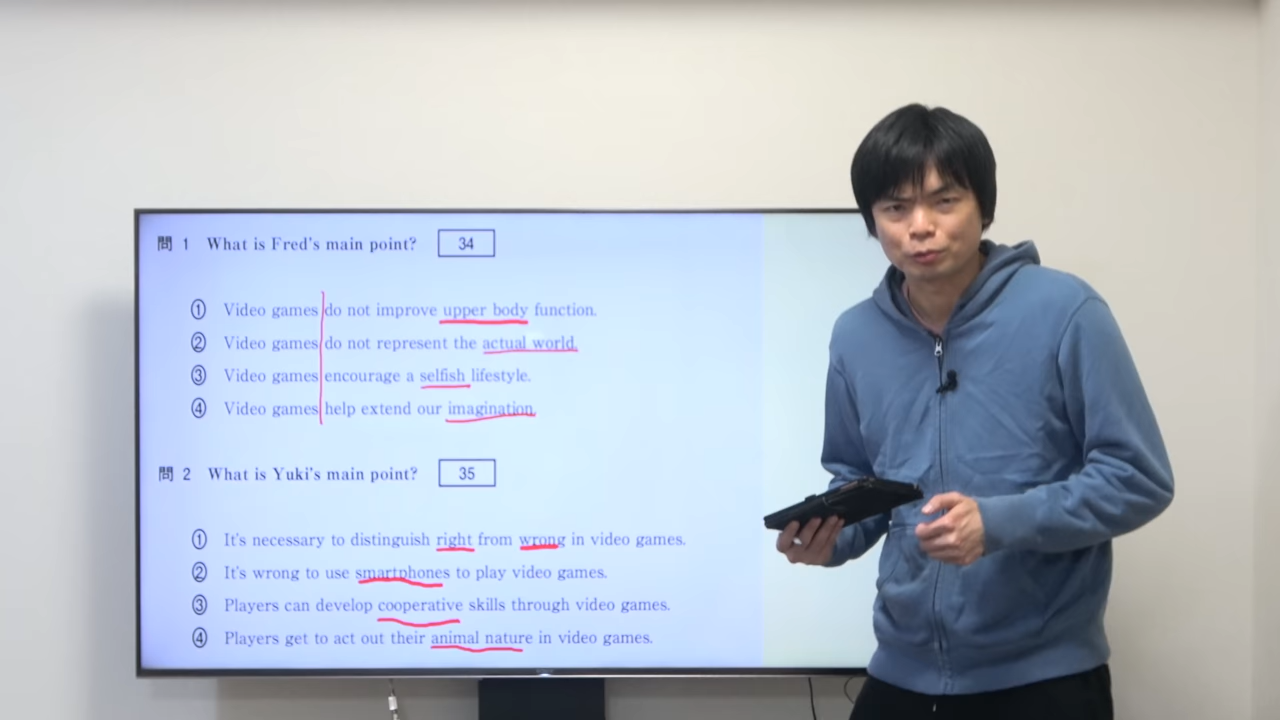 問 1 What is Fred's main point? 34
① Video games do not improve upper body function.
② Video games do not represent the actual world.
③ Video games encourage a selfish lifestyle.
④ Video games help extend our imagination.
問 2 What is Yuki's main point? 35
① It's necessary to distinguish right from wrong in video games.
② It's wrong to use smartphones to play video games.
③ Players can develop cooperative skills through video games.
④ Players get to act out their animal nature in video games.